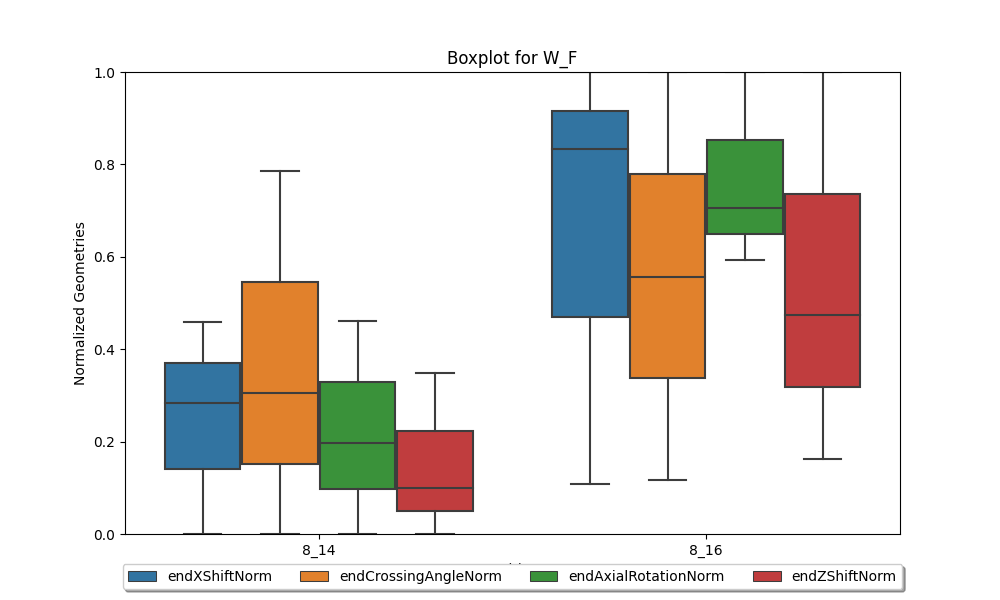 Boxplot for W_F
Normalized Geometries
1.0
0.8
0.6
0.4
0.2
0.0
8_14 8_16
endXShiftNorm endCrossingAngleNorm endAxialRotationNorm endZShiftNorm